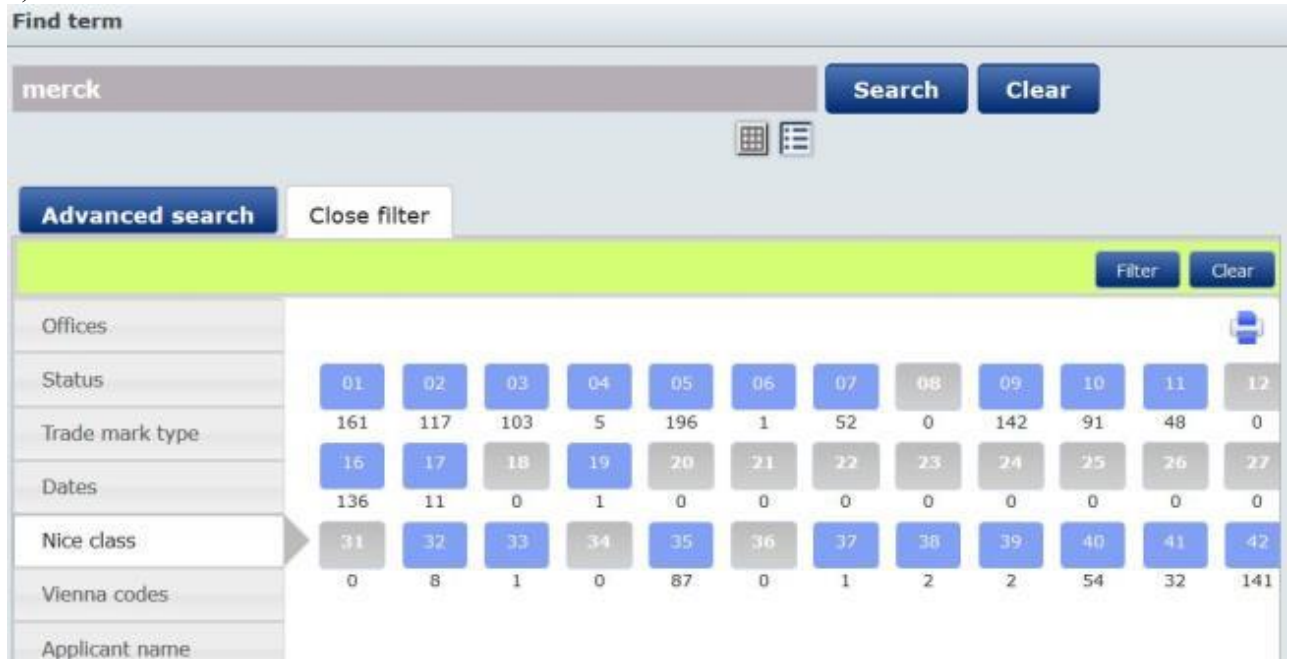 Find term
merck
Search
Clear
Advanced search
Close filter
Filter
Clear
Offices
Status
Trade mark type
Dates
Nice class
Vienna codes
Applicant name
01 02 03 04 05 06 07 08 09 10 11 12
161 117 103 5 196 1 52 0 142 91 48 0
16 17 18 19 20 21 22 23 24 25 26 27
136 11 0 1 0 0 0 0 0 0 0 0
31 32 33 34 35 36 37 38 39 40 41 42
0 8 1 0 87 0 1 2 2 54 32 141